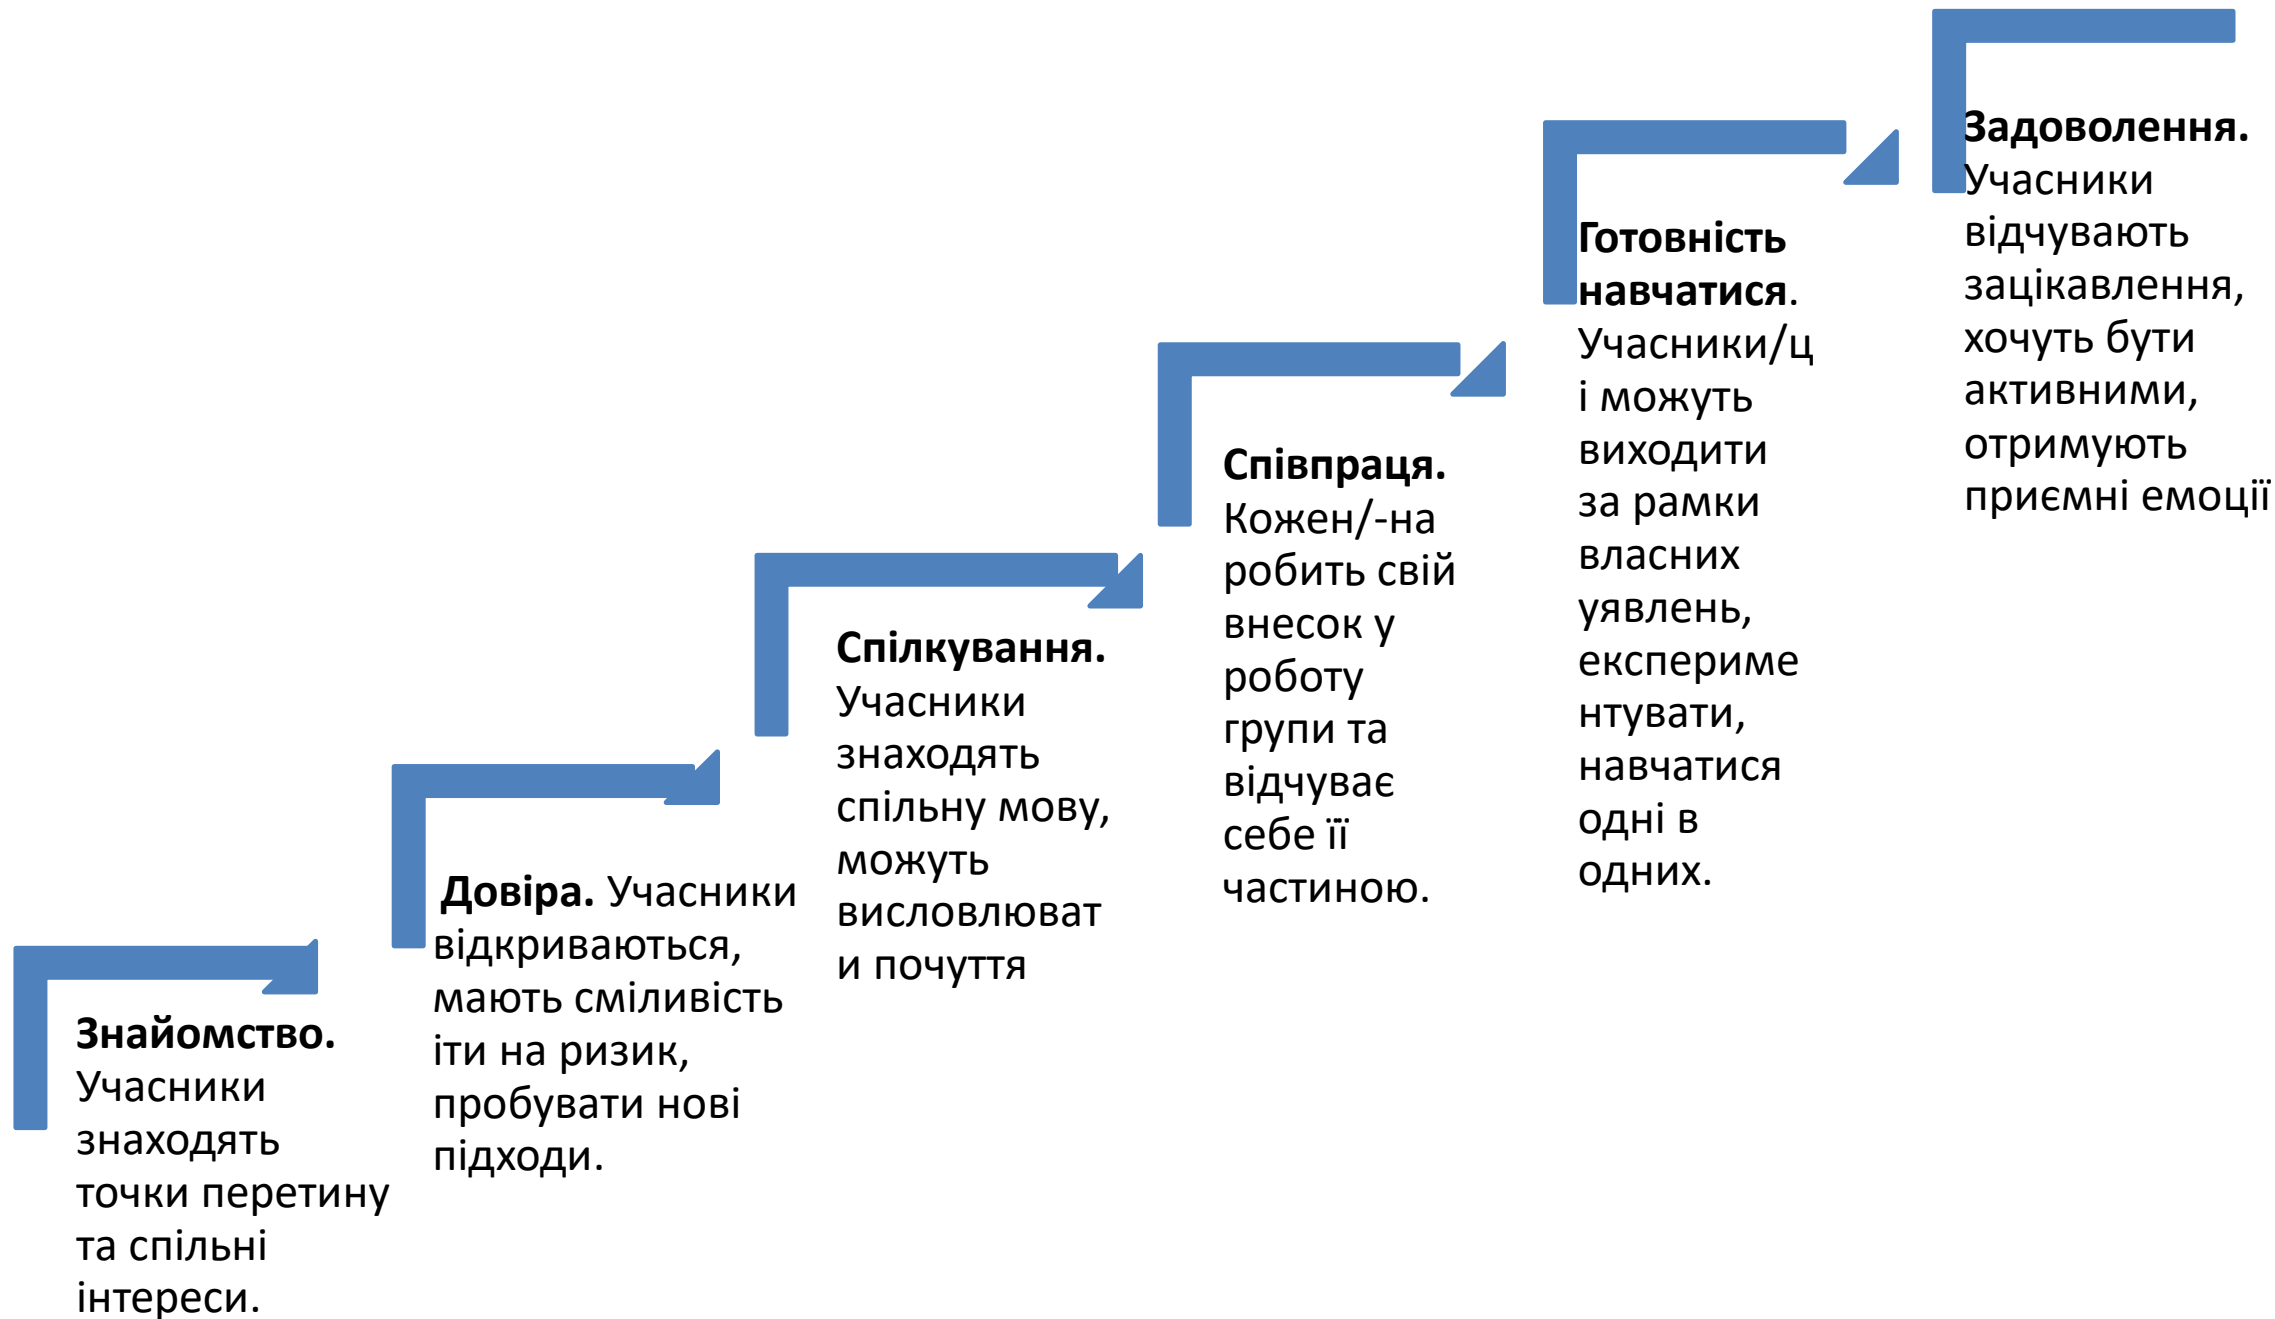 Знайомство.
Учасники
знаходять
точки перетину
та спільні
інтереси.
Довіра. Учасники
відкриваються,
мають сміливість
іти на ризик,
пробувати нові
підходи.
Спілкування.
Учасники
знаходять
спільну мову,
можуть
висловлюват
и почуття
Співпраця.
Кожен/-на
робить свій
внесок у
роботу
групи та
відчуває
себе її
частиною.
Готовність
навчатися.
Учасники/ц
і можуть
виходити
за рамки
власних
уявлень,
експериме
нтувати,
навчатися
одні в
одних.
Задоволення.
Учасники
відчувають
зацікавлення,
хочуть бути
активними,
отримують
приємні емоції